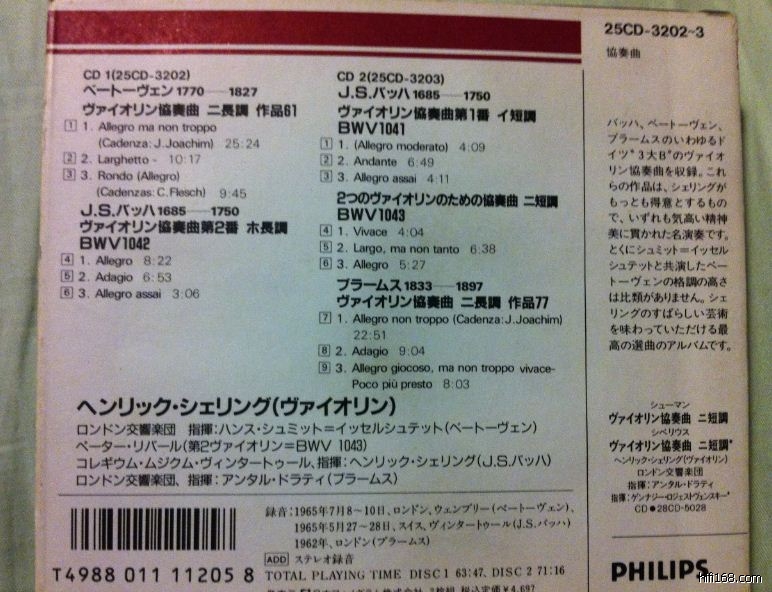 CD 1(25CD-3202)
ベートーヴェン 1770——1827
ヴァイオリン協奏曲 ニ長調 作品61
1 1. Allegro ma non troppo
(Cadenza: J. Joachim) 25:24
2 2. Larghetto - 10:17
3 3. Rondo (Allegro)
(Cadenzas: C. Flesch) 9:45
J.S.バッハ 1685——1750
ヴァイオリン協奏曲第2番 ホ長調
BWV1042
4 1. Allegro 8:22
5 2. Adagio 6:53
6 3. Allegro assai 3:06
CD 2(25CD-3203)
J.S.バッハ 1685——1750
ヴァイオリン協奏曲第1番 イ短調
BWV1041
1 1. (Allegro moderato) 4:09
2 2. Andante 6:49
3 3. Allegro assai 4:11
2つのヴァイオリンのための協奏曲 ニ短調
BWV1043
4 1. Vivace 4:04
5 2. Largo, ma non tanto 6:38
6 3. Allegro 5:27
ブラームス 1833——1897
ヴァイオリン協奏曲 ニ長調 作品77
7 1. Allegro non troppo (Cadenza: J. Joachim)
22:51
8 2. Adagio 9:04
9 3. Allegro giocoso, ma non troppo vivace-
Poco più presto 8:03
ヘンリック・シェリング(ヴァイオリン)
ロンドン交響楽団 指揮:ハンス・シュミット=イッセルシュテット(ベートーヴェン)
ペーター・リバール(第2ヴァイオリン=BWV 1043)
コレギウム・ムジクム・ヴィンタートゥール、指揮:ヘンリック・シェリング(J.S.バッハ)
ロンドン交響楽団、指揮:アンタル・ドラティ(ブラームス)
録音:1965年7月8〜10日、ロンドン、ウェンブリー(ベートーヴェン)、
1965年5月27〜28日、スイス、ヴィンタートゥール(J.S.バッハ)
1962年、ロンドン(ブラームス)
ADD ステレオ録音
TOTAL PLAYING TIME DISC 1 63:47、DISC 2 71:16
税込定価¥4,697
T4988 011 11205 8
25CD-3202~3
協奏曲
バッハ、ベートーヴェン、
ブラームスのいわゆるド
イツ"3大B"のヴァイオ
リン協奏曲を収録。これ
らの作品は、シェリングが
もっとも得意とするもの
で、いずれも気高い精神
美に貫かれた名演奏です。
とくにシュミット=イッセル
シュテットと共演したベー
トーヴェンの格調の高さ
は比類がありません。シェ
リングのすばらしい芸術
を味わっていただける最
高の選曲のアルバムです。
シューマン
ヴァイオリン協奏曲 ニ短調
シベリウス
ヴァイオリン協奏曲 ニ短調*
ヘンリック・シェリング(ヴァイオリン)
ロンドン交響楽団
指揮:アンタル・ドラティ
指揮:ゲンナジー・ロジェストヴェンスキー*
CD●28CD-5028
PHILIPS
hifi168.com